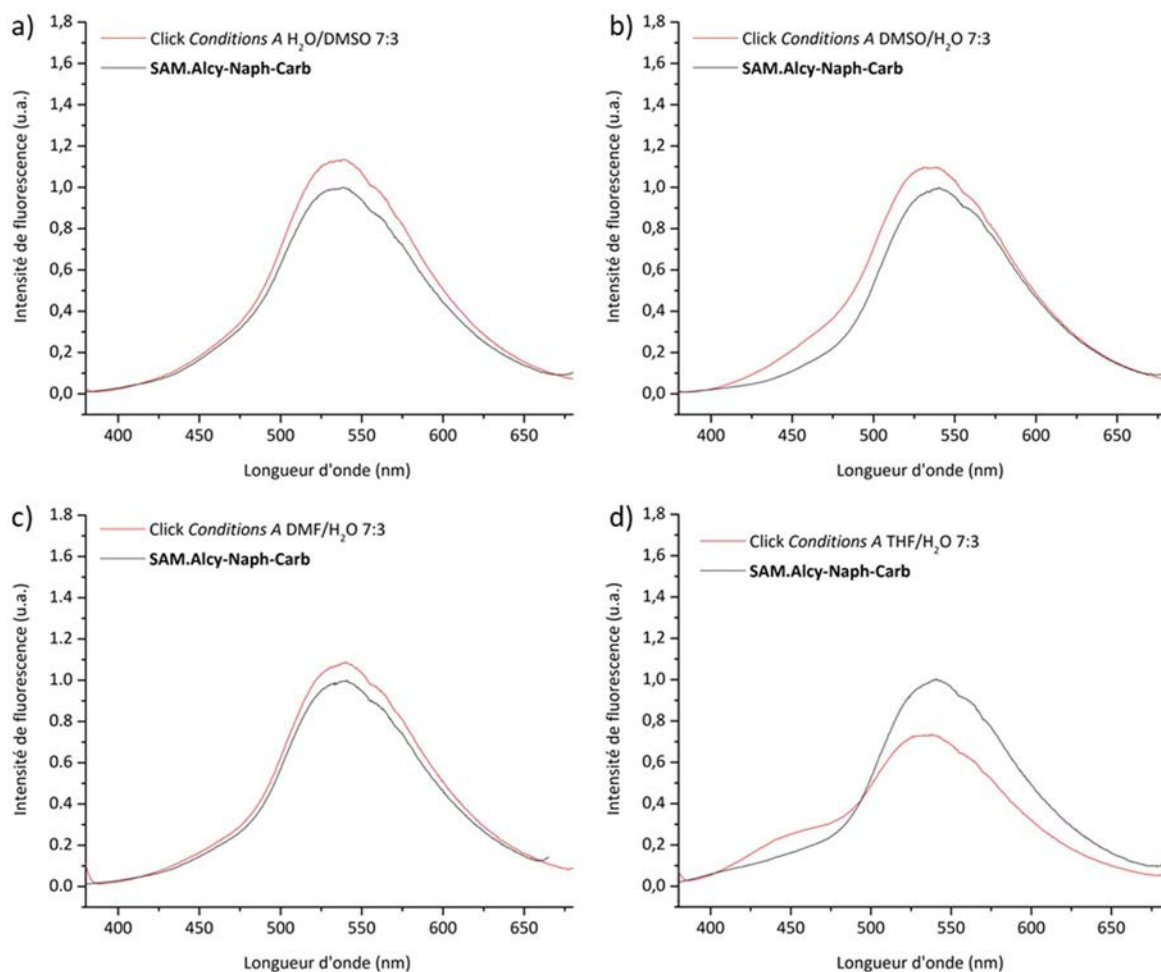 a)
Click Conditions A H₂O/DMSO 7:3
SAM.Alcy-Naph-Carb
Intensité de fluorescence (u.a.)
1,8
1,6
1,4
1,2
1,0
0,8
0,6
0,4
0,2
0,0
400 450 500 550 600 650
Longueur d'onde (nm)
b)
Click Conditions A DMSO/H₂O 7:3
SAM.Alcy-Naph-Carb
Intensité de fluorescence (u.a.)
1,8
1,6
1,4
1,2
1,0
0,8
0,6
0,4
0,2
0,0
400 450 500 550 600 650
Longueur d'onde (nm)
c)
Click Conditions A DMF/H₂O 7:3
SAM.Alcy-Naph-Carb
Intensité de fluorescence (u.a.)
1.8
1.6
1.4
1.2
1.0
0.8
0.6
0.4
0.2
0.0
400 450 500 550 600 650
Longueur d'onde (nm)
d)
Click Conditions A THF/H₂O 7:3
SAM.Alcy-Naph-Carb
Intensité de fluorescence (u.a.)
1,8
1,6
1,4
1,2
1,0
0,8
0,6
0,4
0,2
0,0
400 450 500 550 600 650
Longueur d'onde (nm)